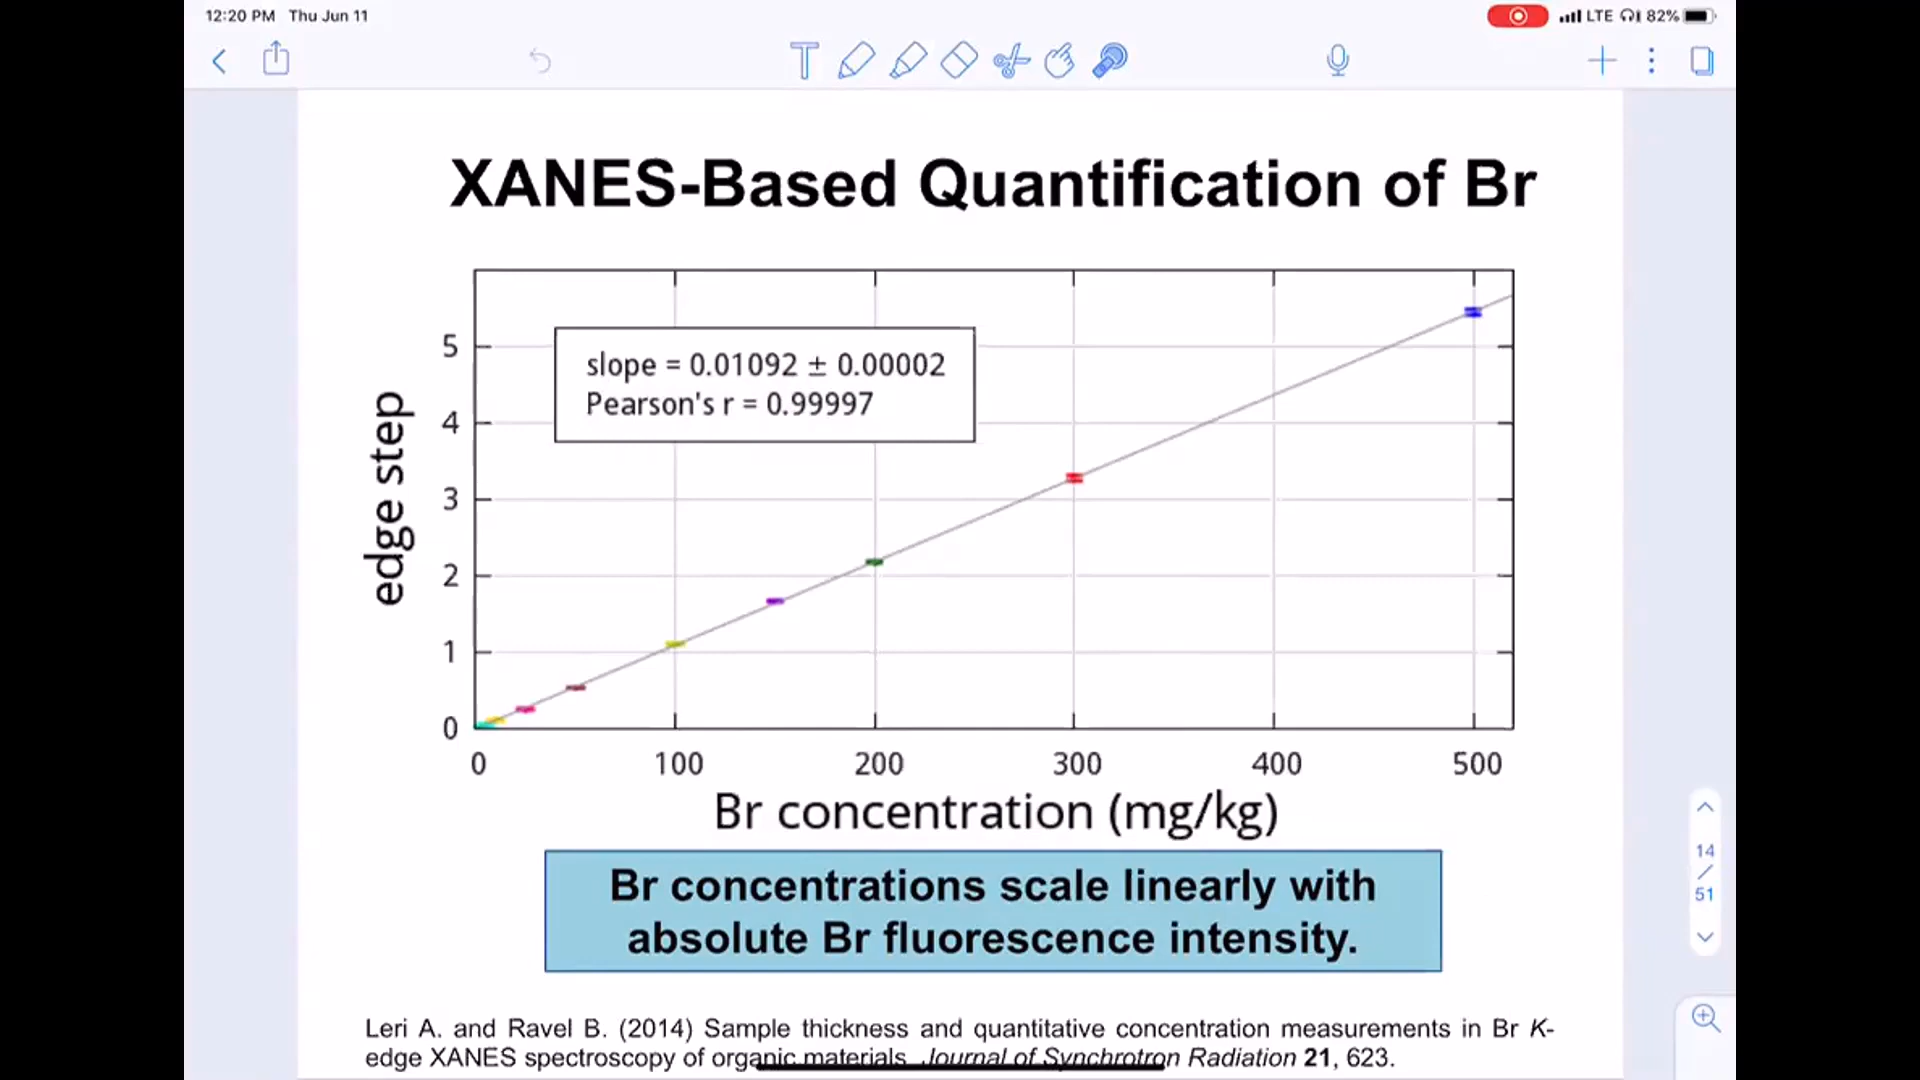 12:20 PM Thu Jun 11
LTE 82%
XANES-Based Quantification of Br
slope = 0.01092 ± 0.00002
Pearson's r = 0.99997
edge step
5
4
3
2
1
0
0 100 200 300 400 500
Br concentration (mg/kg)
Br concentrations scale linearly with
absolute Br fluorescence intensity.
14
/
51
Leri A. and Ravel B. (2014) Sample thickness and quantitative concentration measurements in Br K-
edge XANES spectroscopy of organic materials. Journal of Synchrotron Radiation 21, 623.